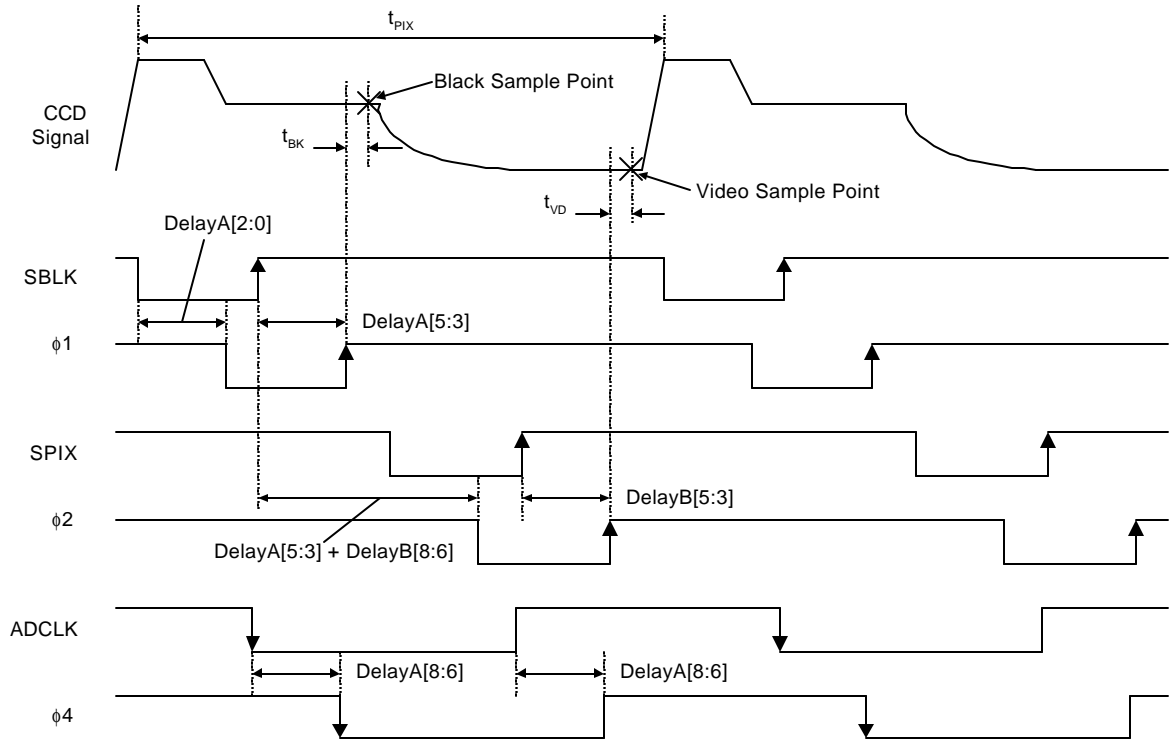 tPIX
Black Sample Point
CCD
Signal
tBK
Video Sample Point
tVD
DelayA[2:0]
SBLK
DelayA[5:3]
ϕ1
SPIX
DelayB[5:3]
ϕ2
DelayA[5:3] + DelayB[8:6]
ADCLK
DelayA[8:6]
DelayA[8:6]
ϕ4